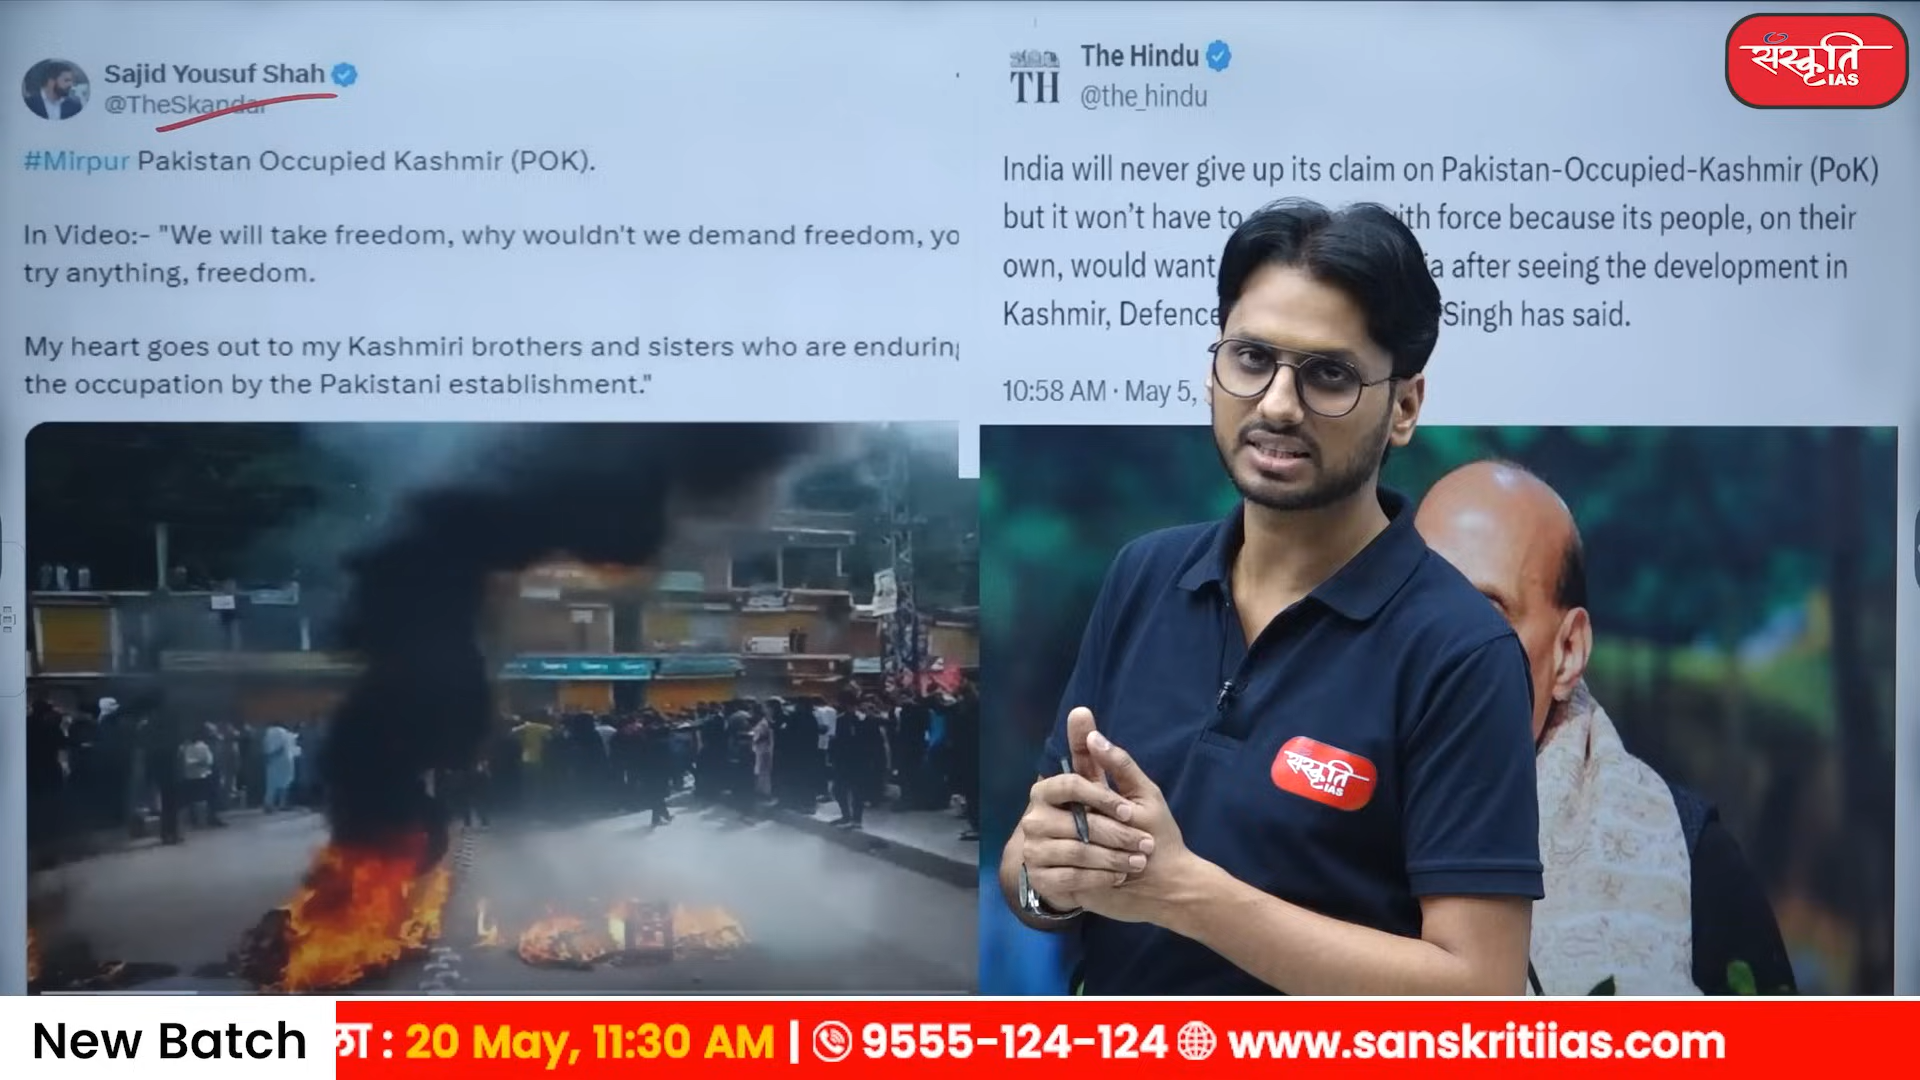 Sajid Yousuf Shah
@TheSkandar
#Mirpur Pakistan Occupied Kashmir (POK).
In Video:- "We will take freedom, why wouldn't we demand freedom, yo
try anything, freedom.
My heart goes out to my Kashmiri brothers and sisters who are enduring
the occupation by the Pakistani establishment."
TH
The Hindu
@the_hindu
India will never give up its claim on Pakistan-Occupied-Kashmir (PoK)
but it won't have to with force because its people, on their
own, would want after seeing the development in
Kashmir, Defence Singh has said.
10:58 AM · May 5,
संस्कृति
IAS
संस्कृति
IAS
New Batch
: 20 May, 11:30 AM | 9555-124-124 www.sanskritiias.com